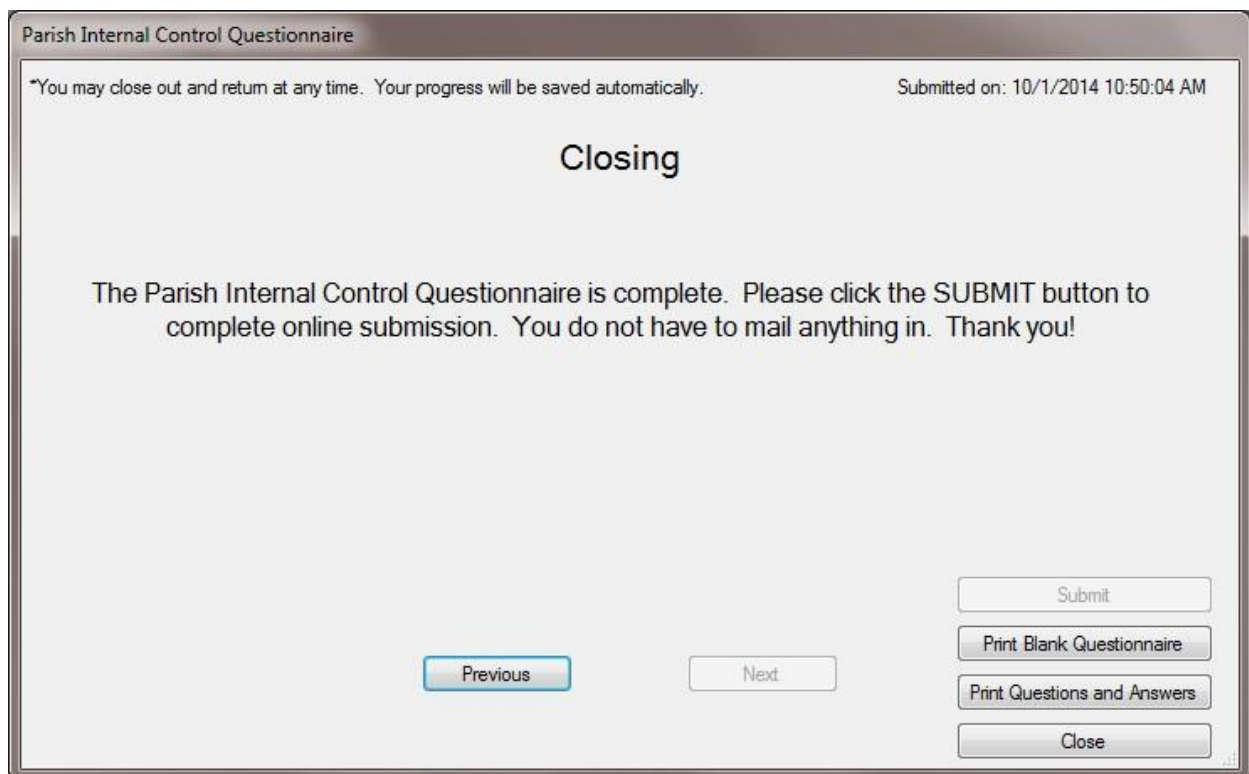 Parish Internal Control Questionnaire
*You may close out and return at any time.  Your progress will be saved automatically.
Submitted on: 10/1/2014 10:50:04 AM
Closing
The Parish Internal Control Questionnaire is complete.  Please click the SUBMIT button to
complete online submission.  You do not have to mail anything in.  Thank you!
Submit
Print Blank Questionnaire
Previous
Next
Print Questions and Answers
Close